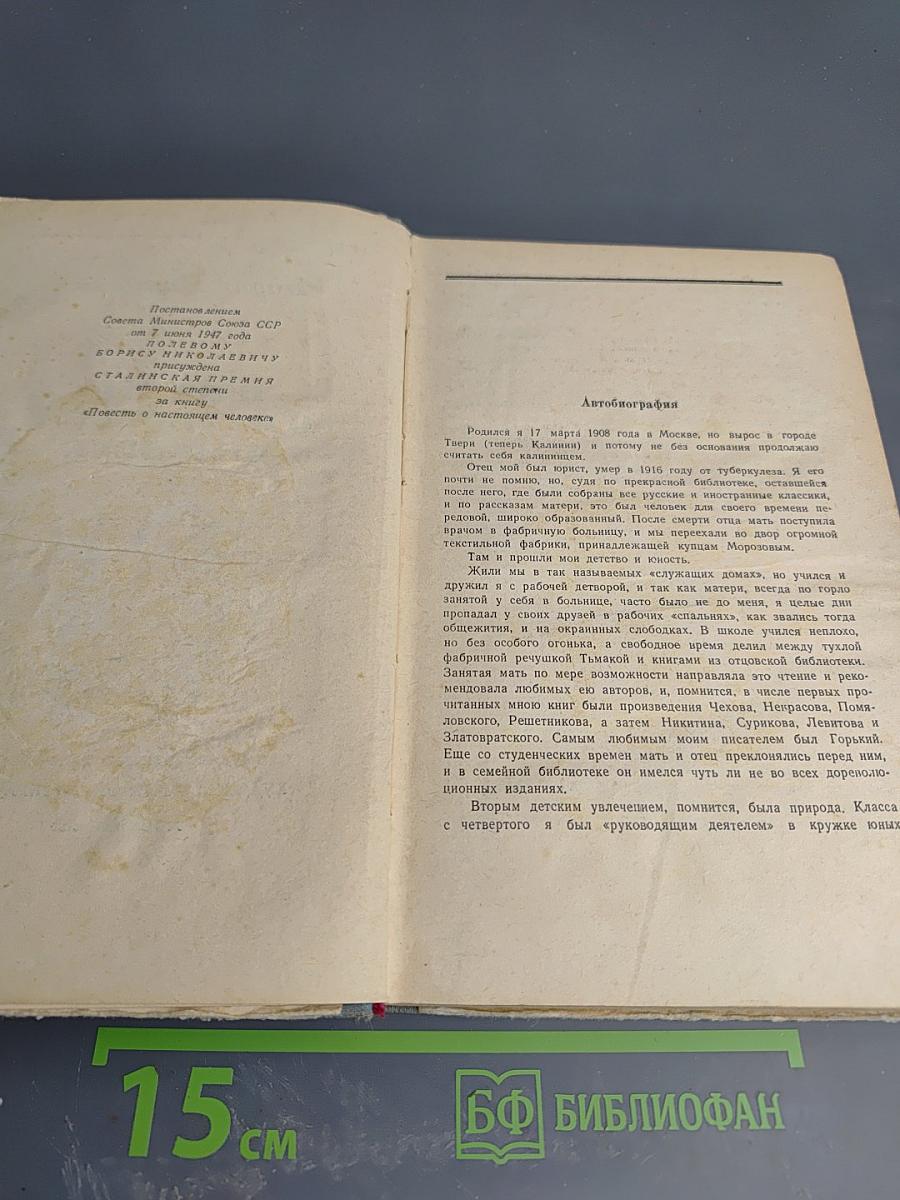 Постановлением
Совета Министров Союза ССР
от 7 июня 1947 года
ПОЛЕВОМУ
БОРИСУ НИКОЛАЕВИЧУ
присуждена
СТАЛИНСКАЯ ПРЕМИЯ
второй степени
за книгу
«Повесть о настоящем человеке»
Автобиография
Родился я 17 марта 1908 года в Москве, но вырос в городе
Твери (теперь Калинин) и потому не без основания продолжаю
считать себя калининцем.
Отец мой был юрист, умер в 1916 году от туберкулеза. Я его
почти не помню, но, судя по прекрасной библиотеке, оставшейся
после него, где были собраны все русские и иностранные классики,
и по рассказам матери, это был человек для своего времени пе-
редовой, широко образованный. После смерти отца мать поступила
врачом в фабричную больницу, и мы переехали во двор огромной
текстильной фабрики, принадлежащей купцам Морозовым.
Там и прошли мои детство и юность.
Жили мы в так называемых «служащих домах», но учился и
дружил я с рабочей детворой, и так как матери, всегда по горло
занятой у себя в больнице, часто было не до меня, я целые дни
пропадал у своих друзей в рабочих «спальнях», как звались тогда
общежития, и на окраинных слободках. В школе учился неплохо,
но без особого огонька, а свободное время делил между тухлой
фабричной речушкой Тьмакой и книгами из отцовской библиотеки.
Занятая мать по мере возможности направляла это чтение и реко-
мендовала любимых ею авторов, и, помнится, в числе первых про-
читанных мною книг были произведения Чехова, Некрасова, Помя-
ловского, Решетникова, а затем Никитина, Сурикова, Левитова и
Златовратского. Самым любимым моим писателем был Горький.
Еще со студенческих времен мать и отец преклонялись перед ним,
и в семейной библиотеке он имелся чуть ли не во всех дореволю-
ционных изданиях.
Вторым детским увлечением, помнится, была природа. Класса
с четвертого я был «руководящим деятелем» в кружке юных
15 см
БФ БИБЛИОФАН